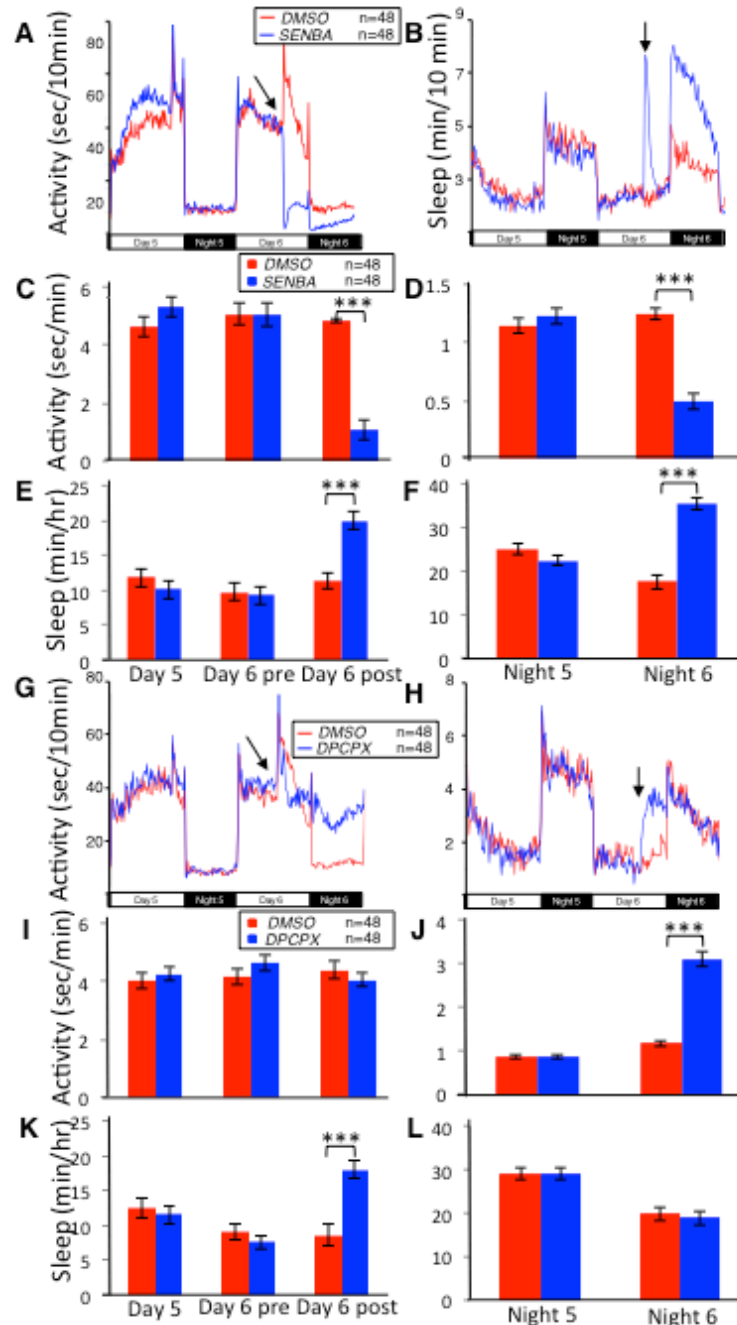 A
Activity (sec/10min)
80
60
40
20
DMSO n=48
SENBA n=48
Day 5
Night 5
Day 6
Night 6
B
Sleep (min/10 min)
9
7
5
3
Day 5
Night 5
Day 6
Night 6
DMSO n=48
SENBA n=48
C
Activity (sec/min)
6
4
2
0
***
D
1.5
1
0.5
0
***
E
Sleep (min/hr)
25
20
15
10
5
0
***
Day 5
Day 6 pre
Day 6 post
F
40
30
20
10
0
***
Night 5
Night 6
G
Activity (sec/10min)
80
60
40
20
DMSO n=48
DPCPX n=48
Day 5
Night 5
Day 6
Night 6
H
8
6
4
2
Day 5
Night 5
Day 6
Night 6
I
Activity (sec/min)
6
4
2
0
DMSO n=48
DPCPX n=48
J
4
3
2
1
0
***
K
Sleep (min/hr)
25
20
15
10
5
0
***
Day 5
Day 6 pre
Day 6 post
L
40
30
20
10
0
Night 5
Night 6